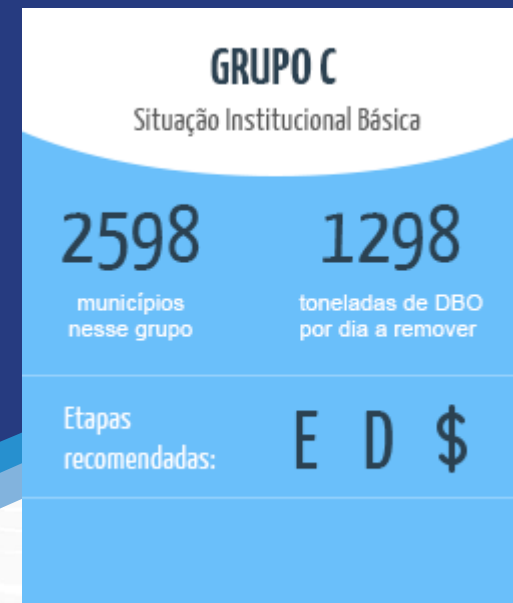 GRUPO C
Situação Institucional Básica
2598
municípios
nesse grupo
1298
toneladas de DBO
por dia a remover
Etapas
recomendadas:
E D $